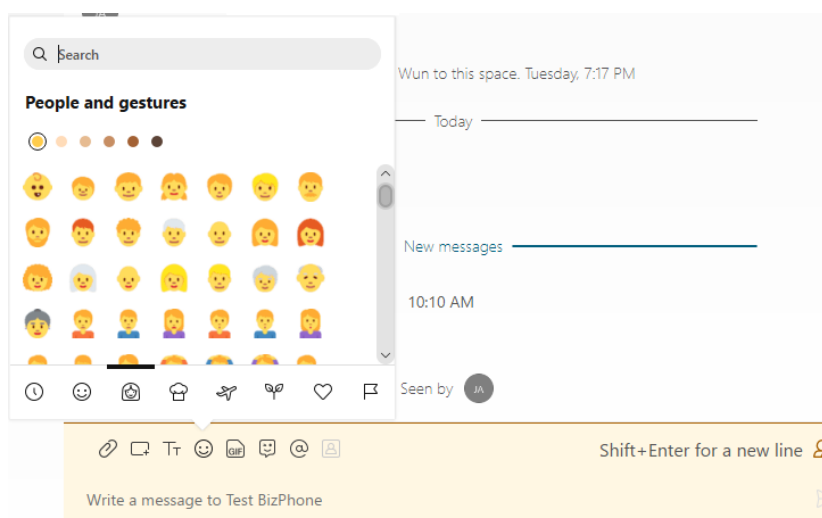 Search
People and gestures
Wun to this space. Tuesday, 7:17 PM
Today
New messages
10:10 AM
Seen by JA
GIF
Shift+Enter for a new line
Write a message to Test BizPhone